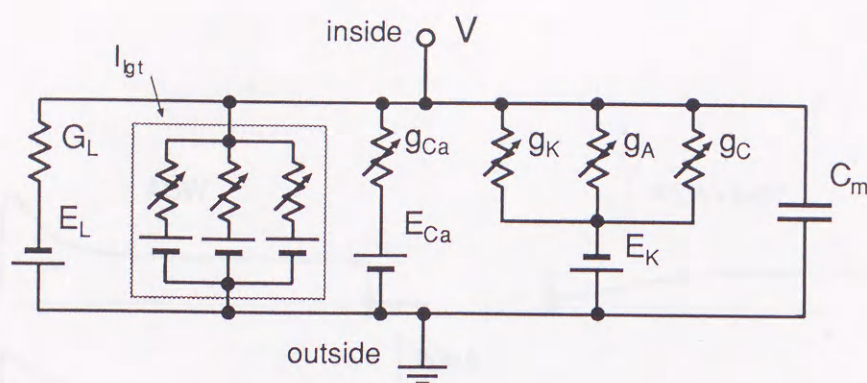 inside V
I_lgt
G_L
g_Ca
g_K
g_A
g_C
C_m
E_L
E_Ca
E_K
outside